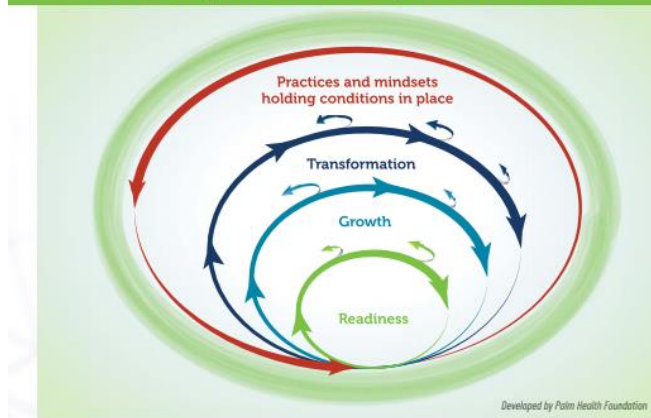 Practices and mindsets
holding conditions in place
Transformation
Growth
Readiness
Developed by Palm Health Foundation